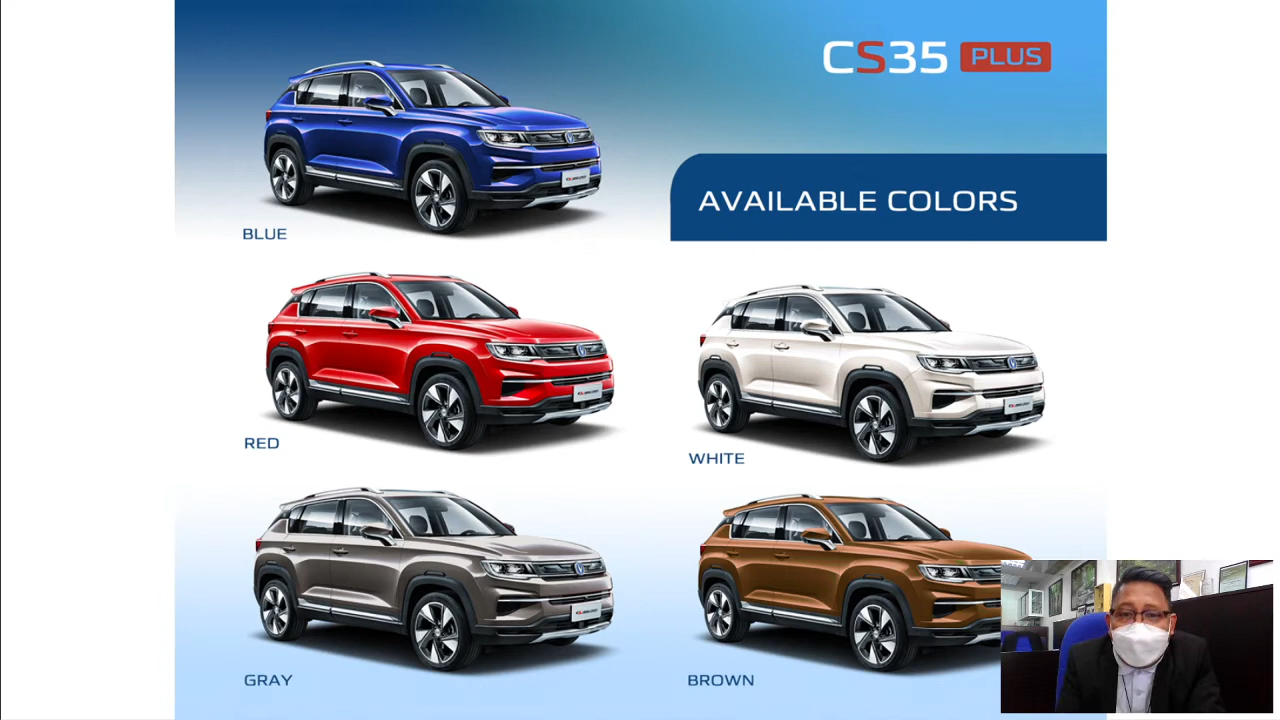 CS35 PLUS
AVAILABLE COLORS
BLUE
RED
WHITE
GRAY
BROWN